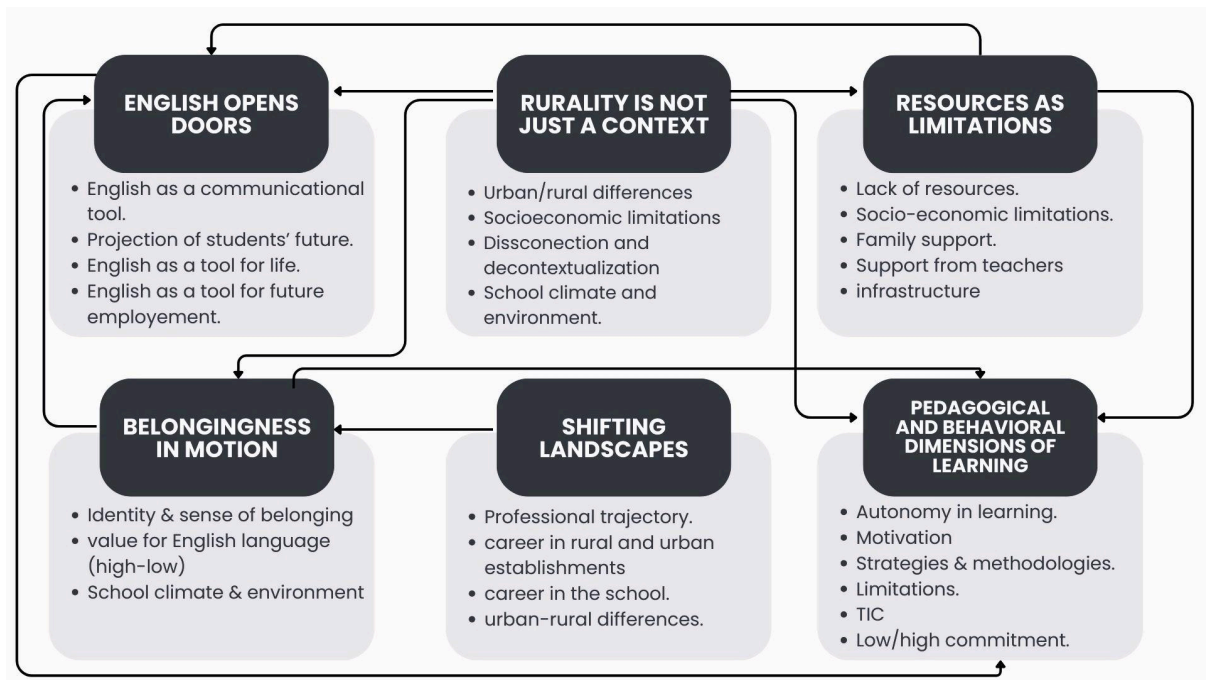 ENGLISH OPENS
DOORS
• English as a communicational
tool.
• Projection of students’ future.
• English as a tool for life.
• English as a tool for future
employement.
RURALITY IS NOT
JUST A CONTEXT
• Urban/rural differences
• Socioeconomic limitations
• Dissconection and
decontextualization
• School climate and
environment.
RESOURCES AS
LIMITATIONS
• Lack of resources.
• Socio-economic limitations.
• Family support.
• Support from teachers
• infrastructure
BELONGINGNESS
IN MOTION
• Identity & sense of belonging
• value for English language
(high-low)
• School climate & environment
SHIFTING
LANDSCAPES
• Professional trajectory.
• career in rural and urban
establishments
• career in the school.
• urban-rural differences.
PEDAGOGICAL
AND BEHAVIORAL
DIMENSIONS OF
LEARNING
• Autonomy in learning.
• Motivation
• Strategies & methodologies.
• Limitations.
• TIC
• Low/high commitment.